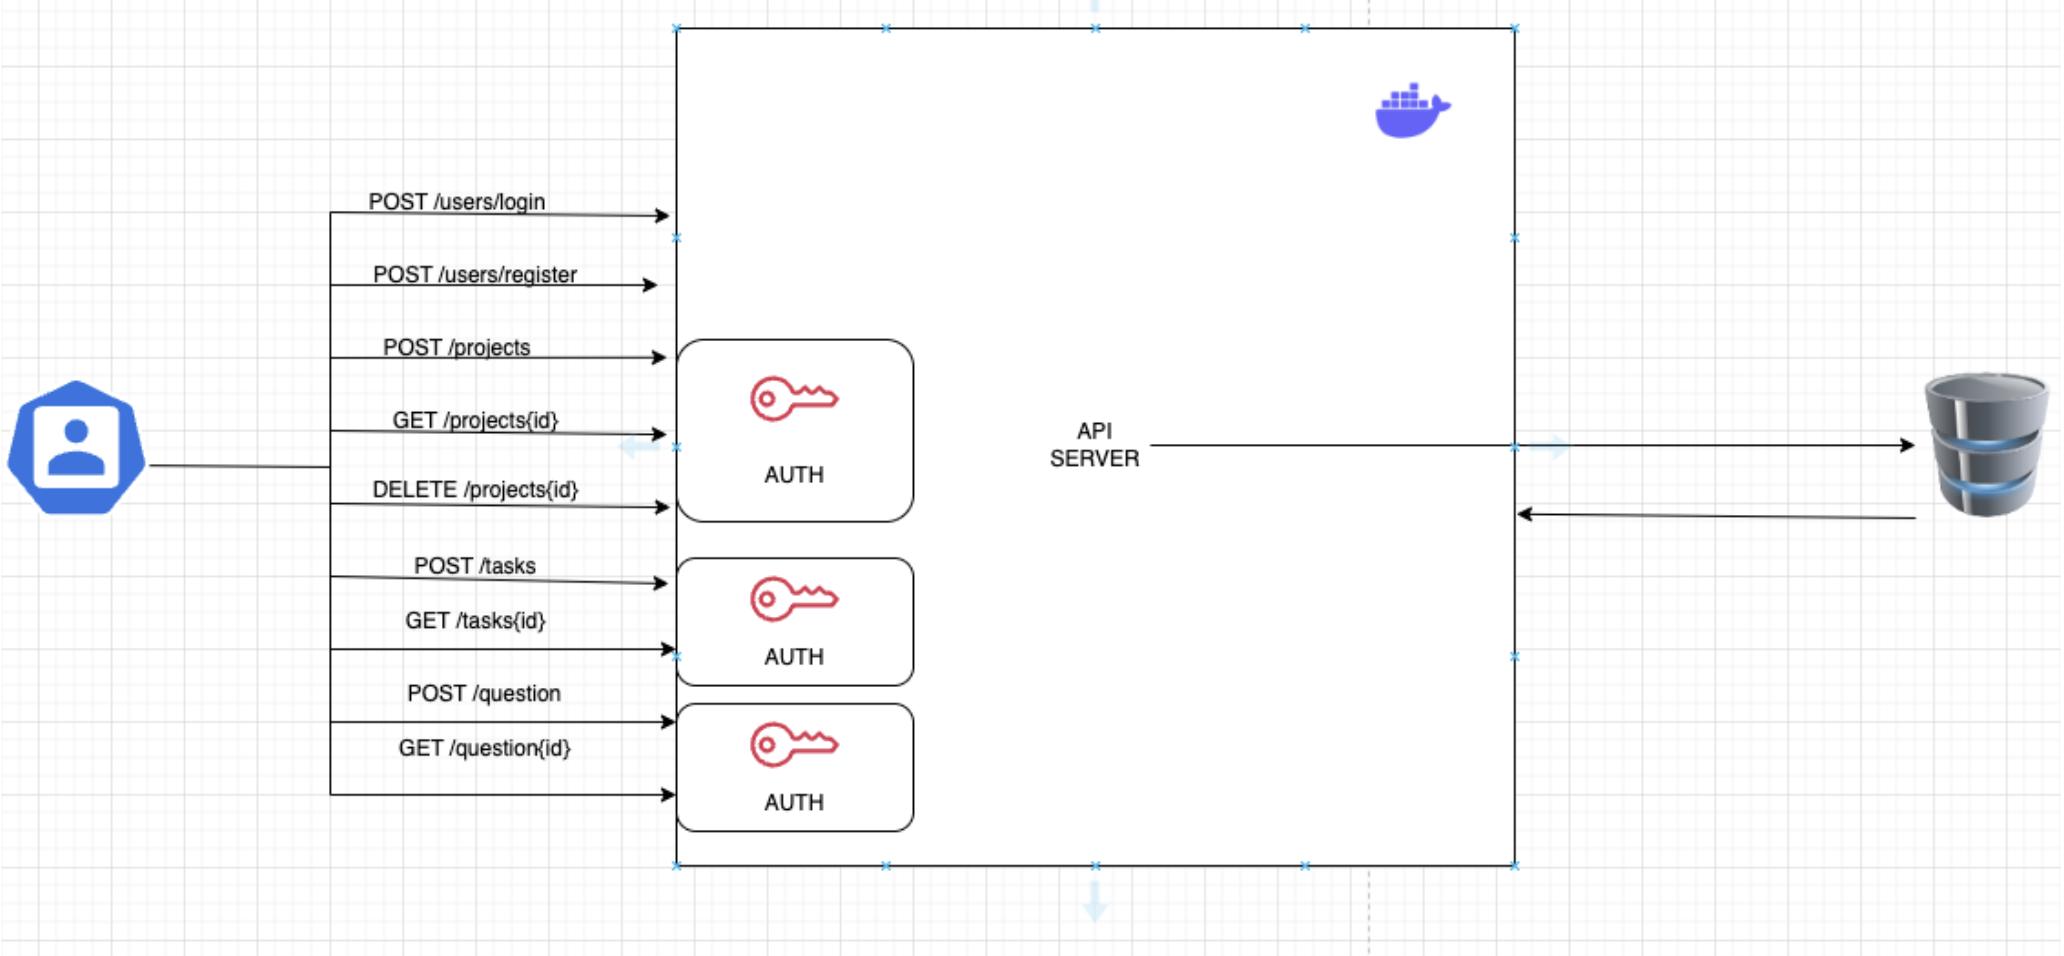 POST /users/login
POST /users/register
POST /projects
GET /projects{id}
DELETE /projects{id}
POST /tasks
GET /tasks{id}
POST /question
GET /question{id}
AUTH
AUTH
AUTH
API
SERVER